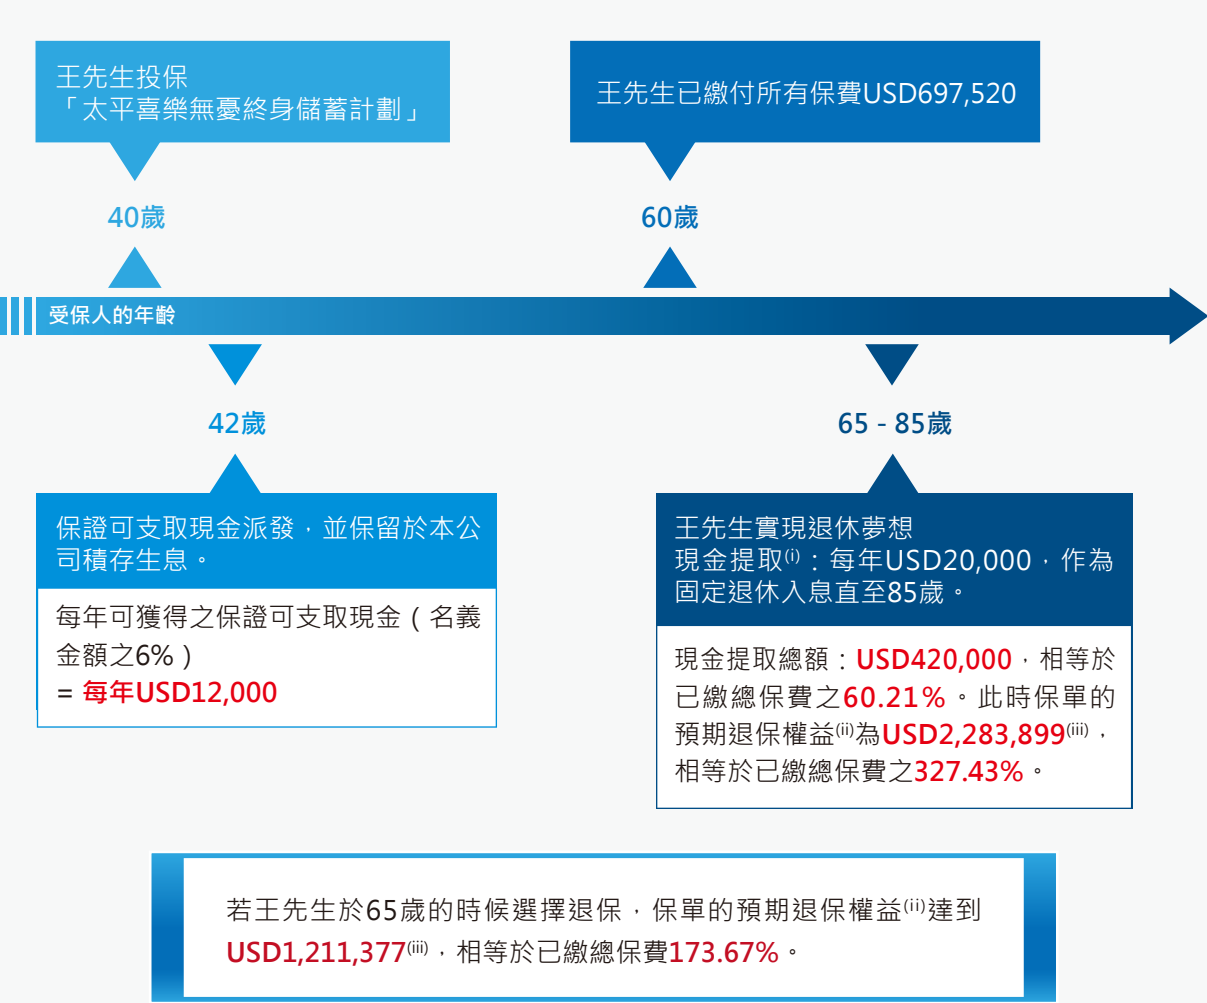 王先生投保
「太平喜樂無憂終身儲蓄計劃」
王先生已繳付所有保費USD697,520
40歲
60歲
受保人的年齡
42歲
65 - 85歲
保證可支取現金派發，並保留於本公
司積存生息。
每年可獲得之保證可支取現金（名義
金額之6%）
= 每年USD12,000
王先生實現退休夢想
現金提取(i)：每年USD20,000，作為
固定退休入息直至85歲。
現金提取總額：USD420,000，相等於
已繳總保費之60.21%。此時保單的
預期退保權益(ii)為USD2,283,899(iii)，
相等於已繳總保費之327.43%。
若王先生於65歲的時候選擇退保，保單的預期退保權益(ii)達到
USD1,211,377(iii)，相等於已繳總保費173.67%。